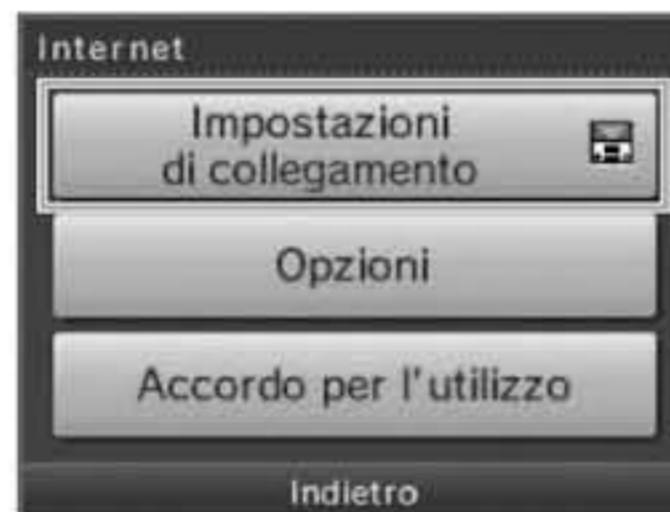 Internet
Impostazioni
di collegamento
Opzioni
Accordo per l'utilizzo
Indietro